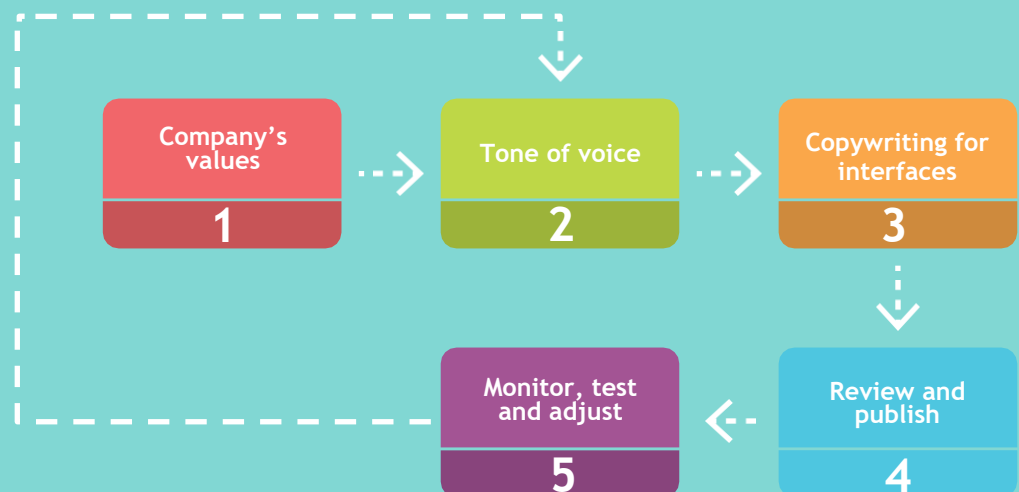 Company’s
values
1
Tone of voice
2
Copywriting for
interfaces
3
Review and
publish
4
Monitor, test
and adjust
5